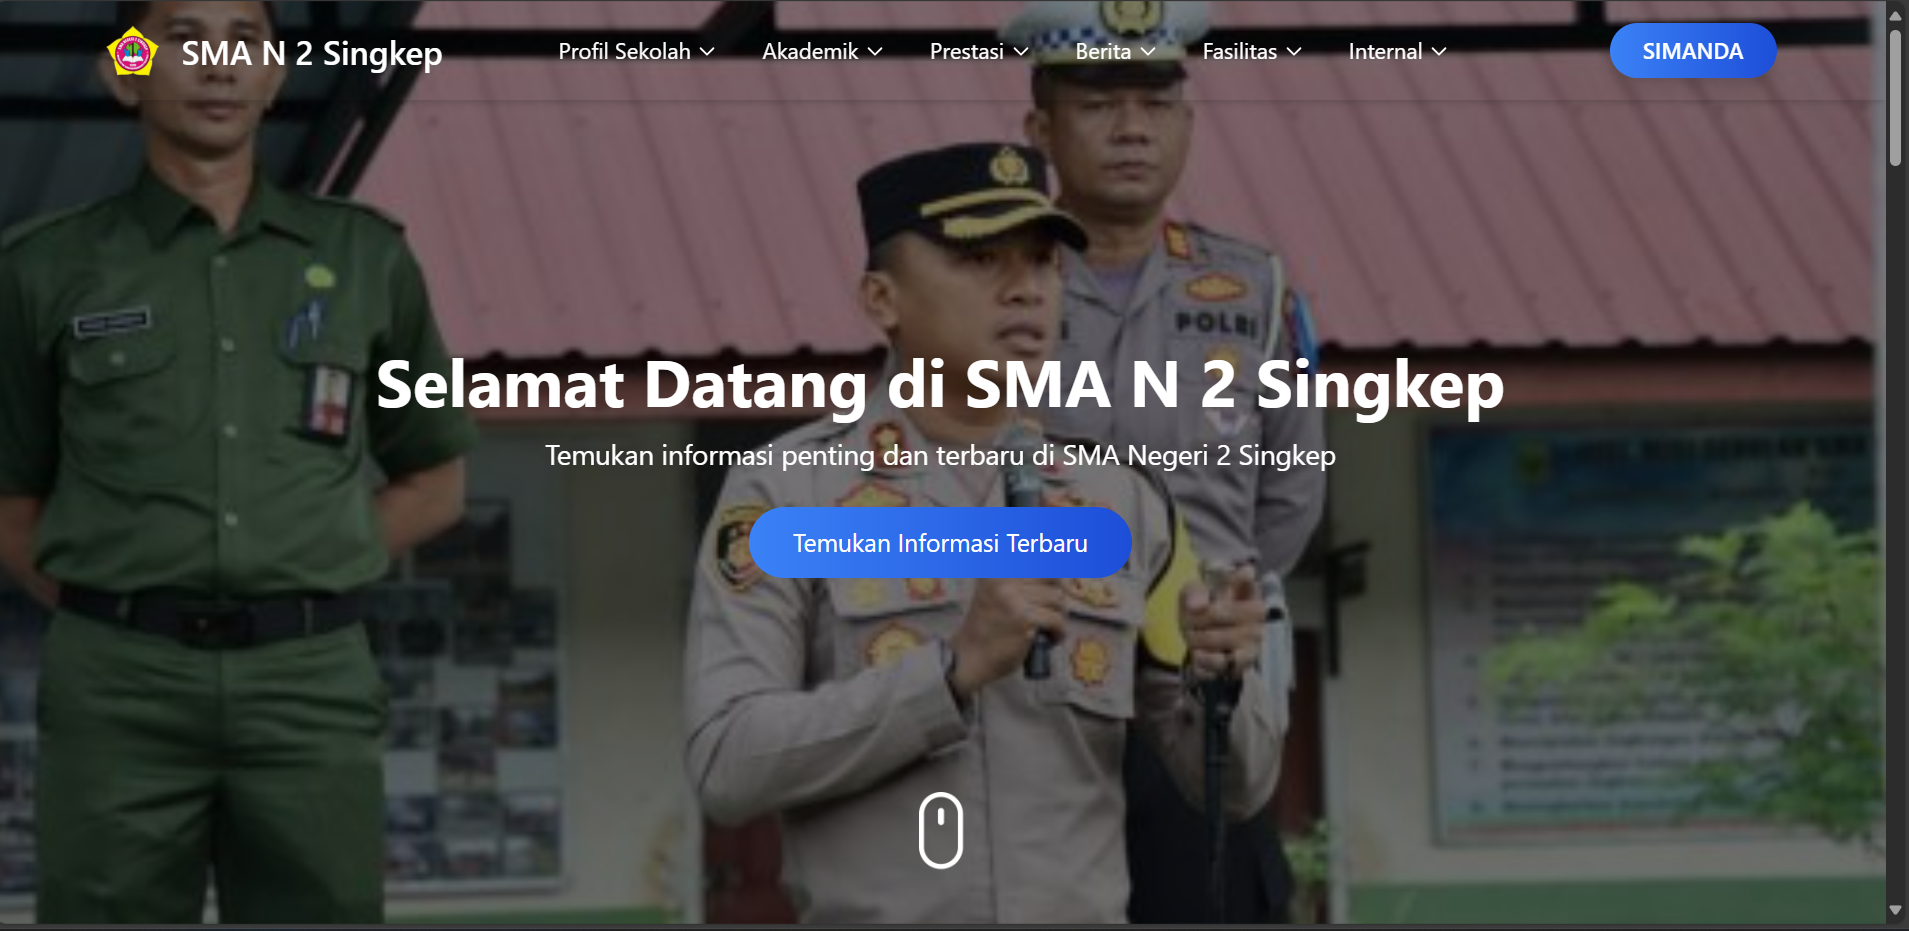 SMA N 2 Singkep
Profil Sekolah
Akademik
Prestasi
Berita
Fasilitas
Internal
SIMANDA
POLRI
Selamat Datang di SMA N 2 Singkep
Temukan informasi penting dan terbaru di SMA Negeri 2 Singkep
Temukan Informasi Terbaru